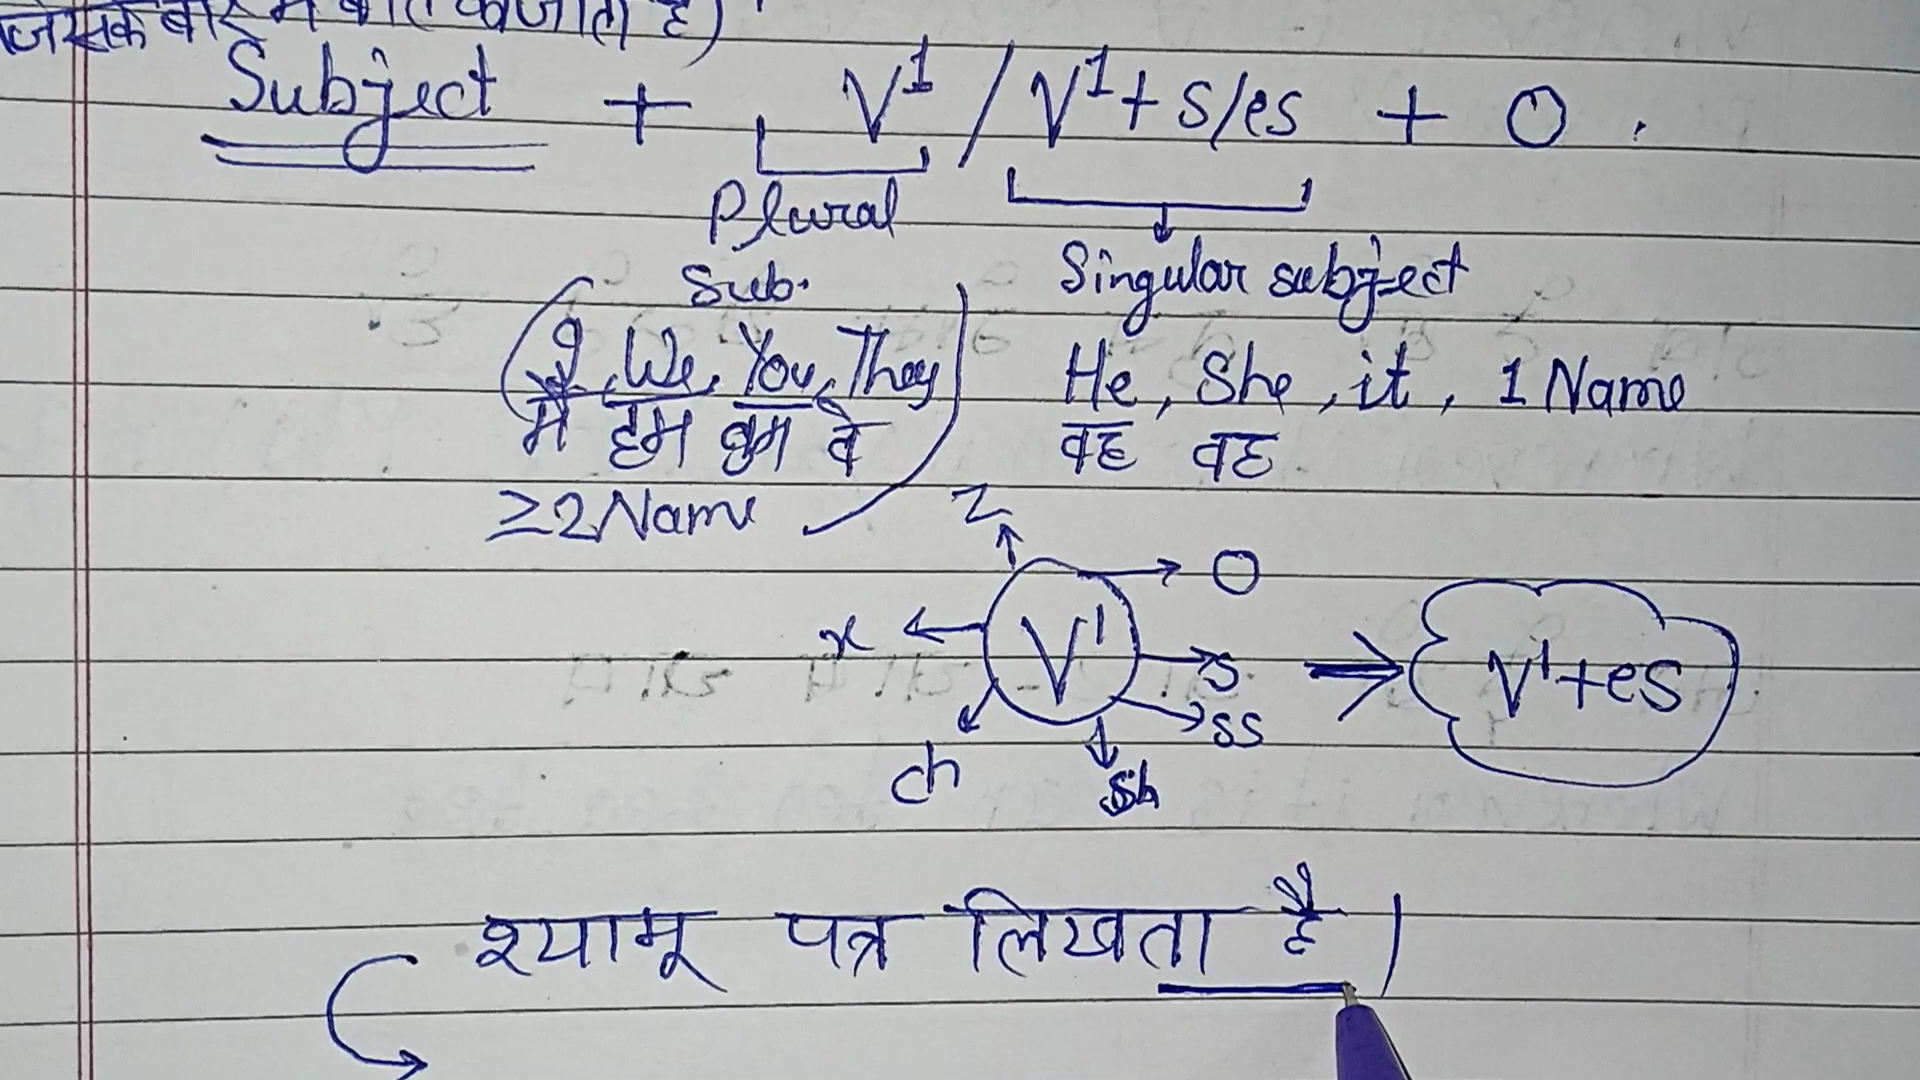 जिसके बारे में बात की जाती है)
Subject + V¹ / V¹ + s/es + O .
Plural
Sub.
Singular subject
I, We, You, They
He, She, it, 1 Name
मैं हम तुम वे
वह वह
≥2 Name
Z
O
x
V¹
s
ss
ch
sh
V¹+es
श्यामू पत्र लिखता है।